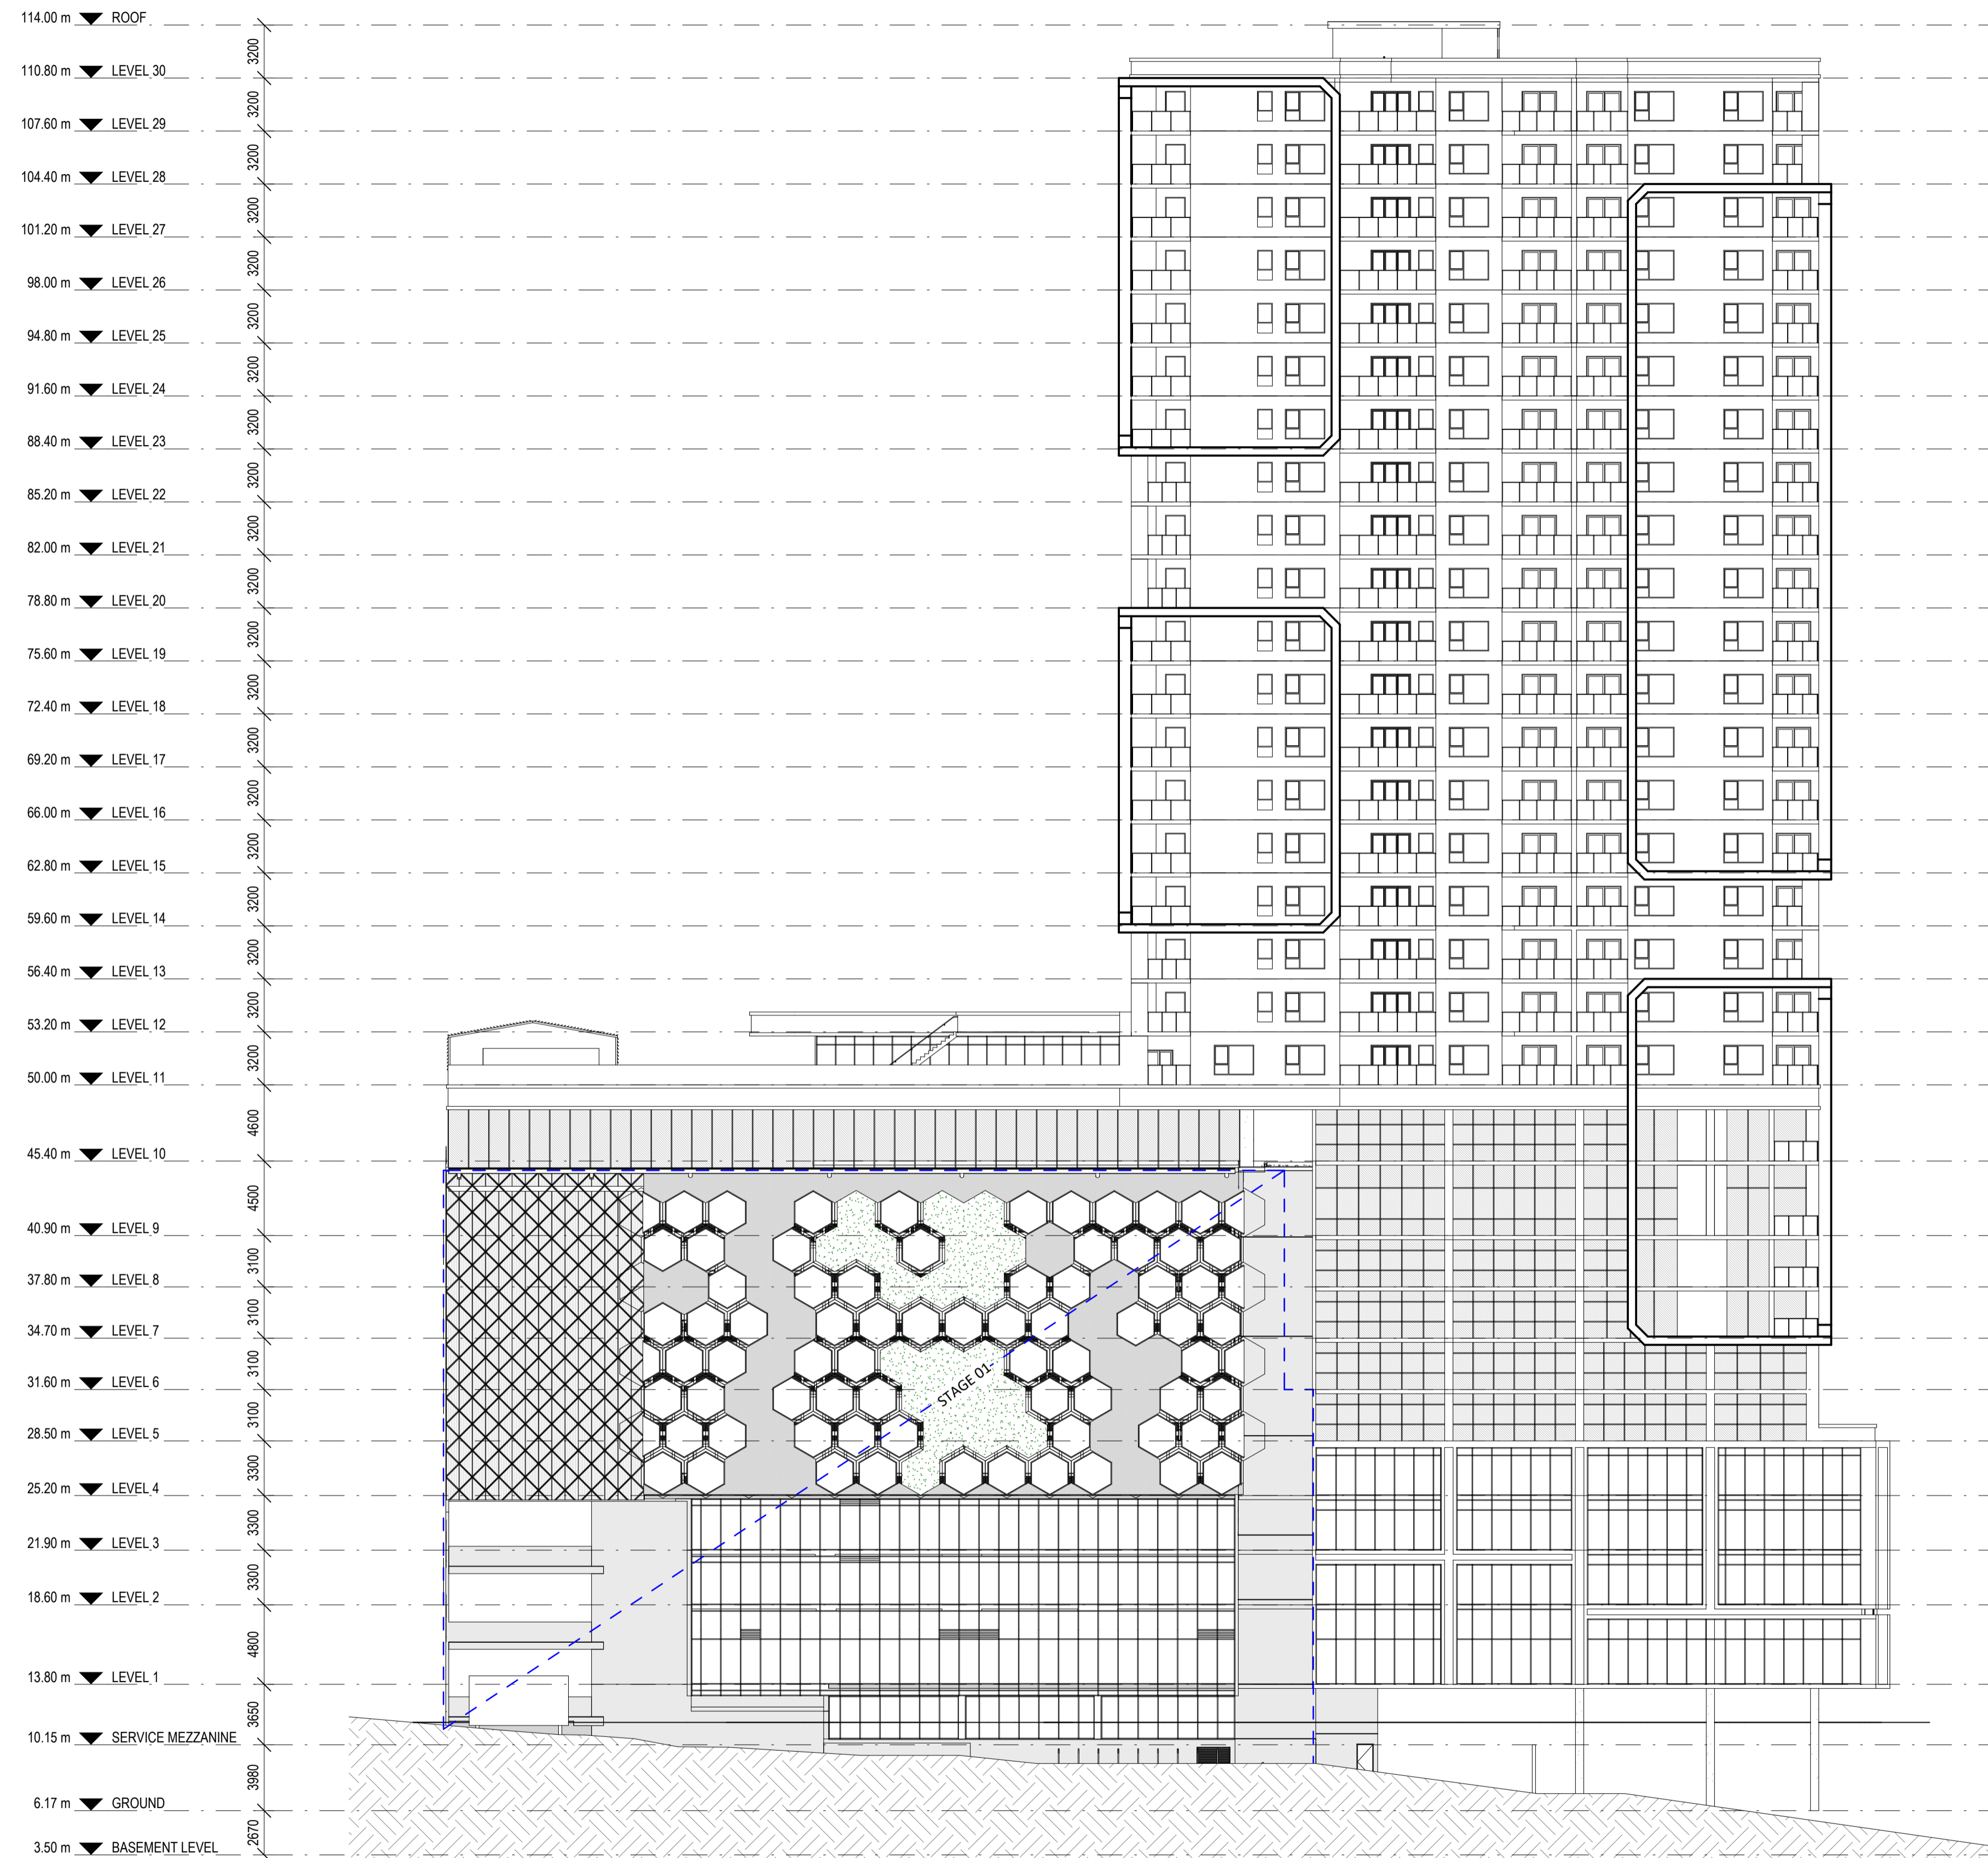 114.00 m ROOF
3200
110.80 m LEVEL 30
3200
107.60 m LEVEL 29
3200
104.40 m LEVEL 28
3200
101.20 m LEVEL 27
3200
98.00 m LEVEL 26
3200
94.80 m LEVEL 25
3200
91.60 m LEVEL 24
3200
88.40 m LEVEL 23
3200
85.20 m LEVEL 22
3200
82.00 m LEVEL 21
3200
78.80 m LEVEL 20
3200
75.60 m LEVEL 19
3200
72.40 m LEVEL 18
3200
69.20 m LEVEL 17
3200
66.00 m LEVEL 16
3200
62.80 m LEVEL 15
3200
59.60 m LEVEL 14
3200
56.40 m LEVEL 13
3200
53.20 m LEVEL 12
3200
50.00 m LEVEL 11
4600
45.40 m LEVEL 10
4500
40.90 m LEVEL 9
3100
37.80 m LEVEL 8
3100
34.70 m LEVEL 7
3100
STAGE 01
31.60 m LEVEL 6
3100
28.50 m LEVEL 5
3300
25.20 m LEVEL 4
3300
21.90 m LEVEL 3
3300
18.60 m LEVEL 2
4800
13.80 m LEVEL 1
3650
10.15 m SERVICE MEZZANINE
3980
6.17 m GROUND
2670
3.50 m BASEMENT LEVEL